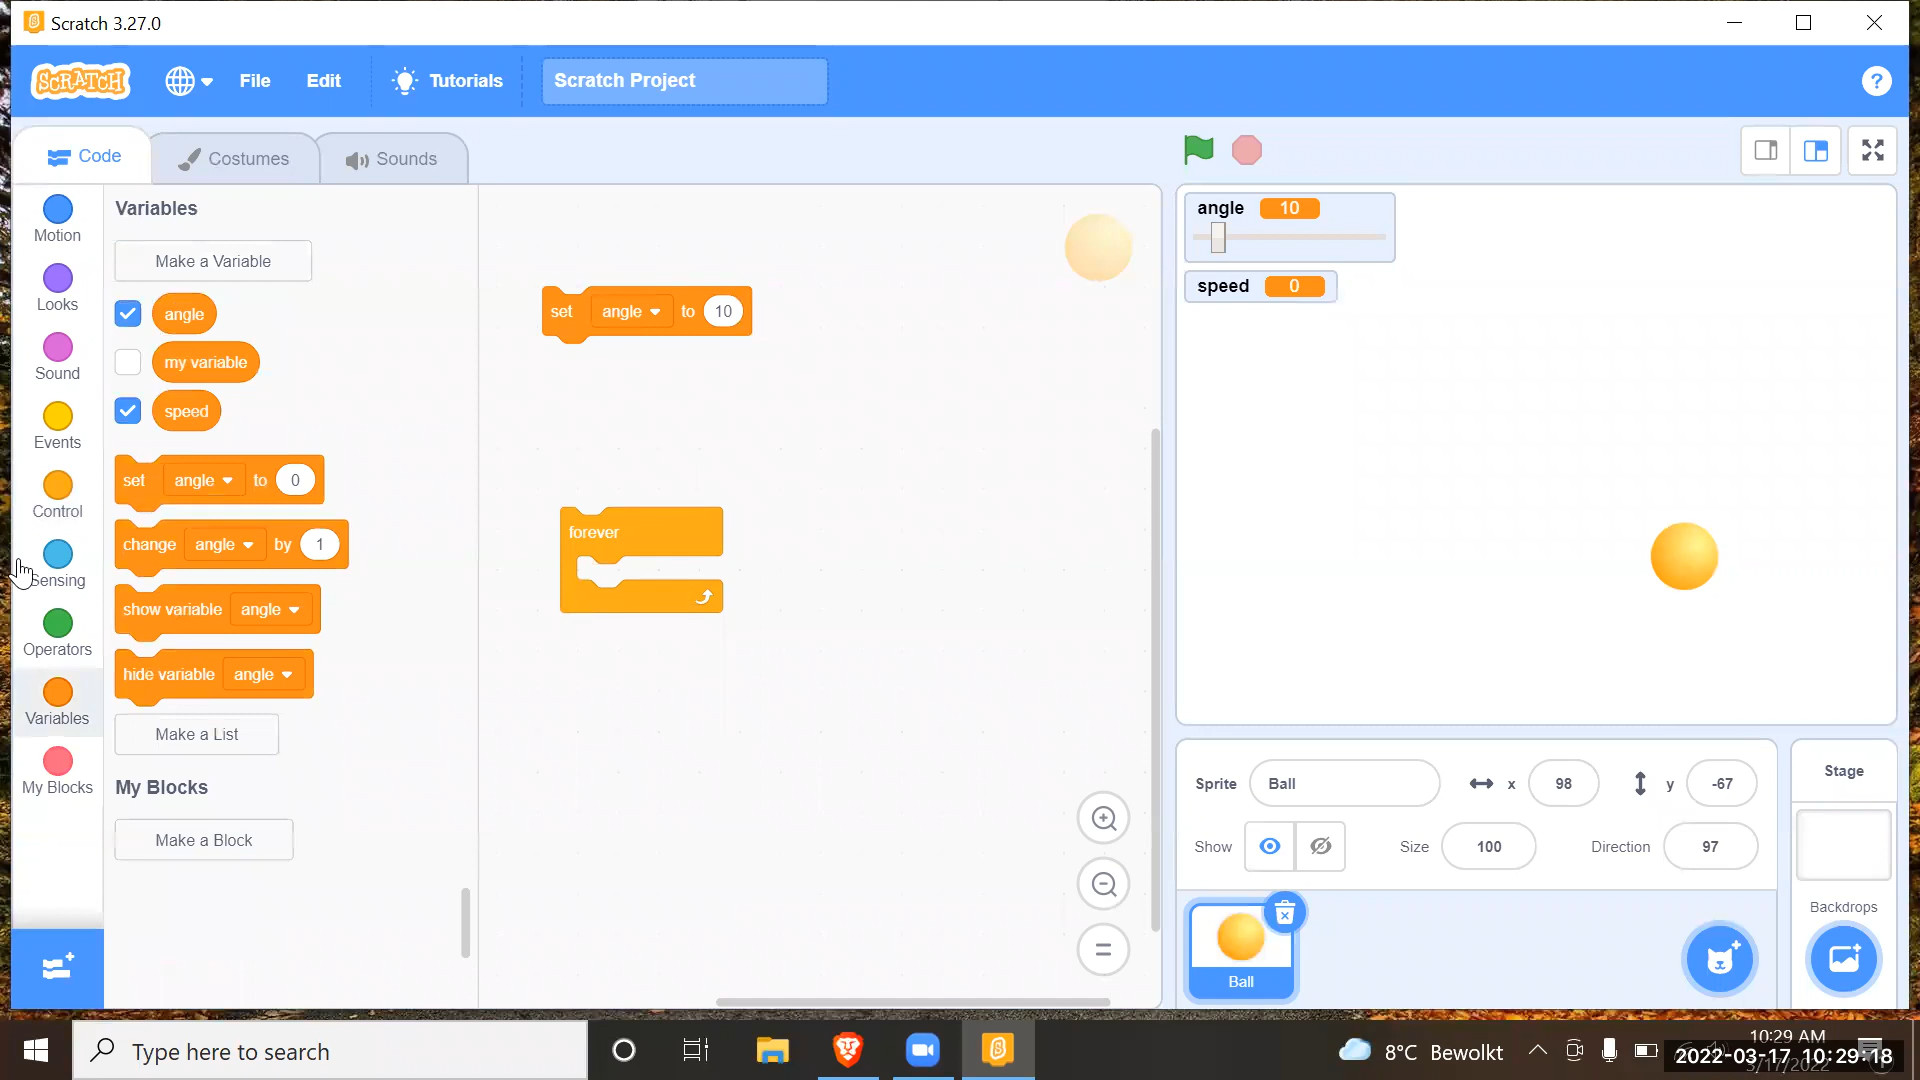 Scratch 3.27.0
SCRATCH
File
Edit
Tutorials
Scratch Project
?
Code
Costumes
Sounds
Motion
Looks
Sound
Events
Control
Sensing
Operators
Variables
My Blocks
Variables
Make a Variable
angle
my variable
speed
set angle to 0
change angle by 1
show variable angle
hide variable angle
Make a List
My Blocks
Make a Block
set angle to 10
forever
angle 10
speed 0
Sprite Ball x 98 y -67
Show Size 100 Direction 97
Ball
Stage
Backdrops
Type here to search
8°C Bewolkt
10:29 AM
3/17/2022
2022-03-17 10:29:18